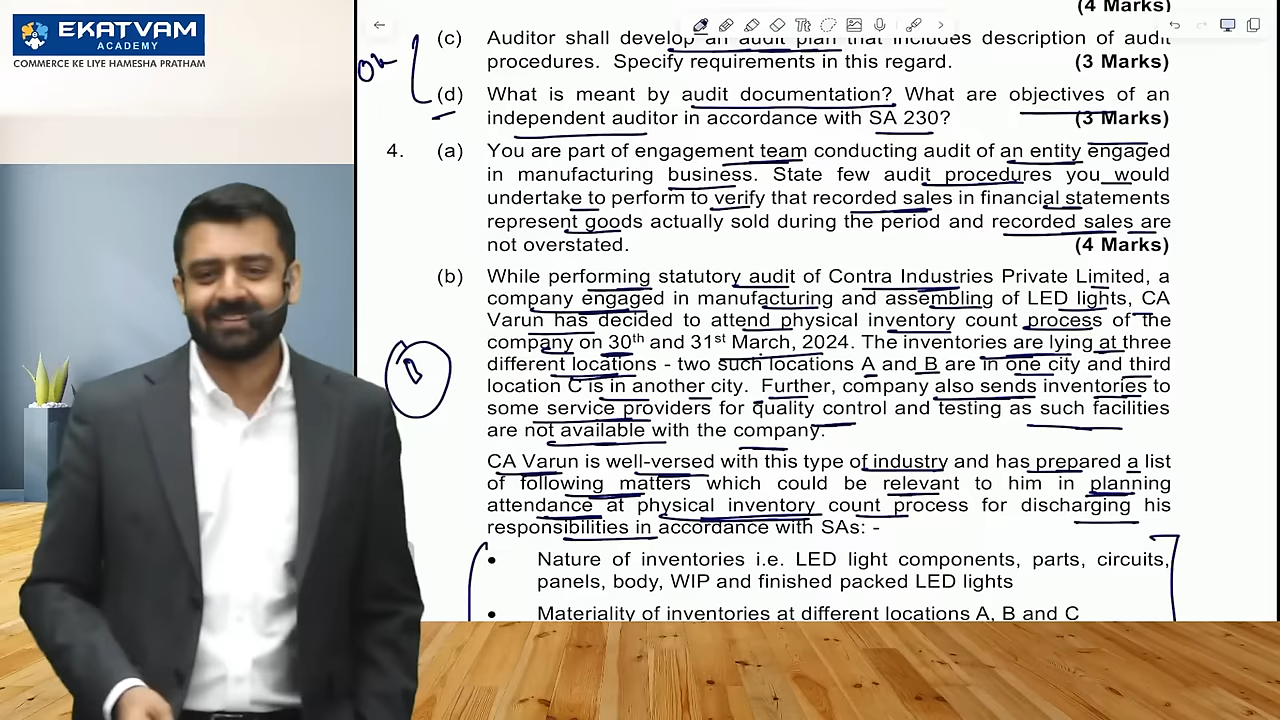 EKATVAM
ACADEMY
COMMERCE KE LIYE HAMESHA PRATHAM
(4 Marks)
(c) Auditor shall develop an audit plan that includes description of audit
procedures. Specify requirements in this regard. (3 Marks)
Or
(d) What is meant by audit documentation? What are objectives of an
independent auditor in accordance with SA 230? (3 Marks)
4. (a) You are part of engagement team conducting audit of an entity engaged
in manufacturing business. State few audit procedures you would
undertake to perform to verify that recorded sales in financial statements
represent goods actually sold during the period and recorded sales are
not overstated. (4 Marks)
(b) While performing statutory audit of Contra Industries Private Limited, a
company engaged in manufacturing and assembling of LED lights, CA
Varun has decided to attend physical inventory count process of the
company on 30th and 31st March, 2024. The inventories are lying at three
different locations - two such locations A and B are in one city and third
location C is in another city. Further, company also sends inventories to
some service providers for quality control and testing as such facilities
are not available with the company.
CA Varun is well-versed with this type of industry and has prepared a list
of following matters which could be relevant to him in planning
attendance at physical inventory count process for discharging his
responsibilities in accordance with SAs: -
• Nature of inventories i.e. LED light components, parts, circuits,
panels, body, WIP and finished packed LED lights
• Materiality of inventories at different locations A, B and C